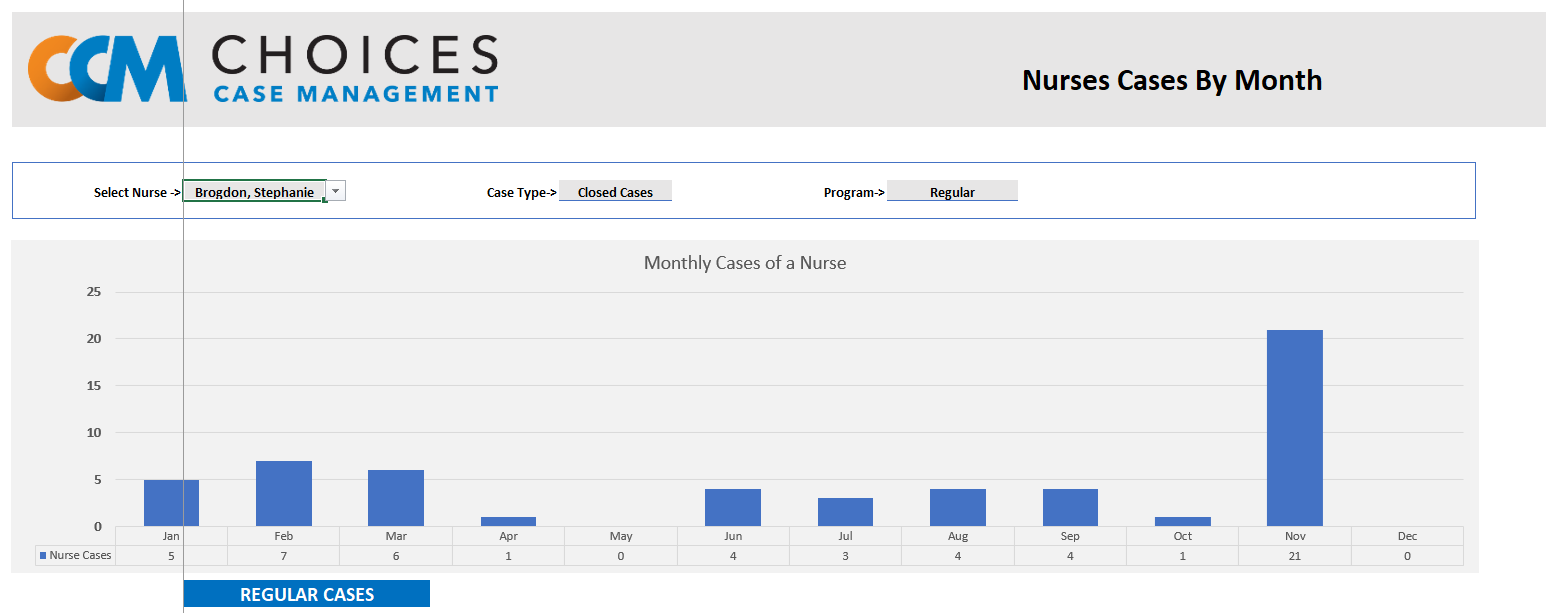 CCM CHOICES
CASE MANAGEMENT
Nurses Cases By Month
Select Nurse -> Brogdon, Stephanie Case Type-> Closed Cases Program-> Regular
Monthly Cases of a Nurse
25
20
15
10
5
0
Jan Feb Mar Apr May Jun Jul Aug Sep Oct Nov Dec
Nurse Cases 5 7 6 1 0 4 3 4 4 1 21 0
REGULAR CASES